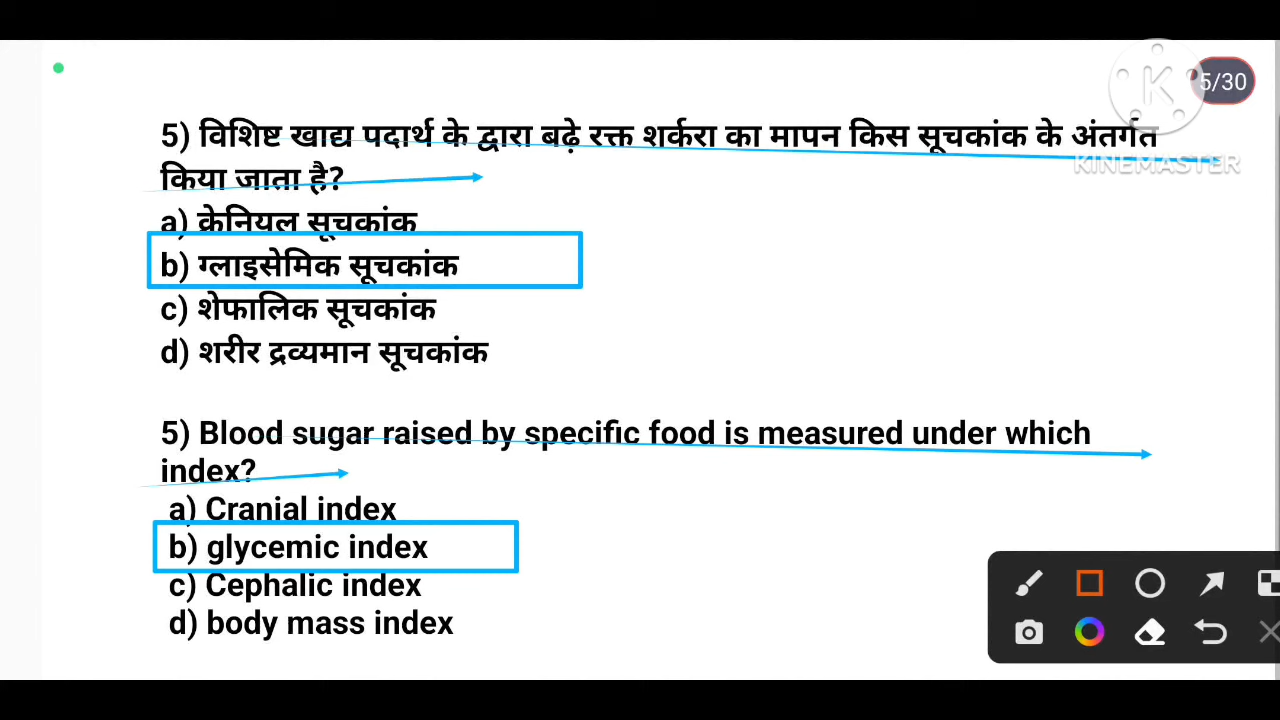 5/30
KINEMASTER
5) विशिष्ट खाद्य पदार्थ के द्वारा बढ़े रक्त शर्करा का मापन किस सूचकांक के अंतर्गत
किया जाता है?
a) क्रेनियल सूचकांक
b) ग्लाइसेमिक सूचकांक
c) शेफालिक सूचकांक
d) शरीर द्रव्यमान सूचकांक
5) Blood sugar raised by specific food is measured under which
index?
a) Cranial index
b) glycemic index
c) Cephalic index
d) body mass index